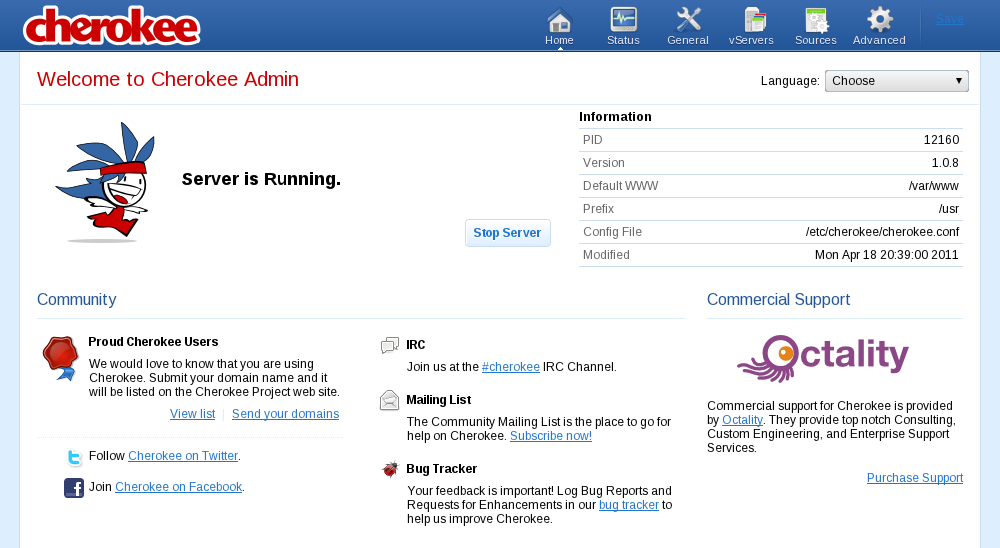 cherokee
Home
Status
General
vServers
Sources
Advanced
Save
Welcome to Cherokee Admin
Language: Choose
Server is Running.
Stop Server
Information
PID 12160
Version 1.0.8
Default WWW /var/www
Prefix /usr
Config File /etc/cherokee/cherokee.conf
Modified Mon Apr 18 20:39:00 2011
Community
Proud Cherokee Users
We would love to know that you are using
Cherokee. Submit your domain name and it
will be listed on the Cherokee Project web site.
View list | Send your domains
Follow Cherokee on Twitter.
Join Cherokee on Facebook.
IRC
Join us at the #cherokee IRC Channel.
Mailing List
The Community Mailing List is the place to go for
help on Cherokee. Subscribe now!
Bug Tracker
Your feedback is important! Log Bug Reports and
Requests for Enhancements in our bug tracker to
help us improve Cherokee.
Commercial Support
Octality
Commercial support for Cherokee is provided
by Octality. They provide top notch Consulting,
Custom Engineering, and Enterprise Support
Services.
Purchase Support